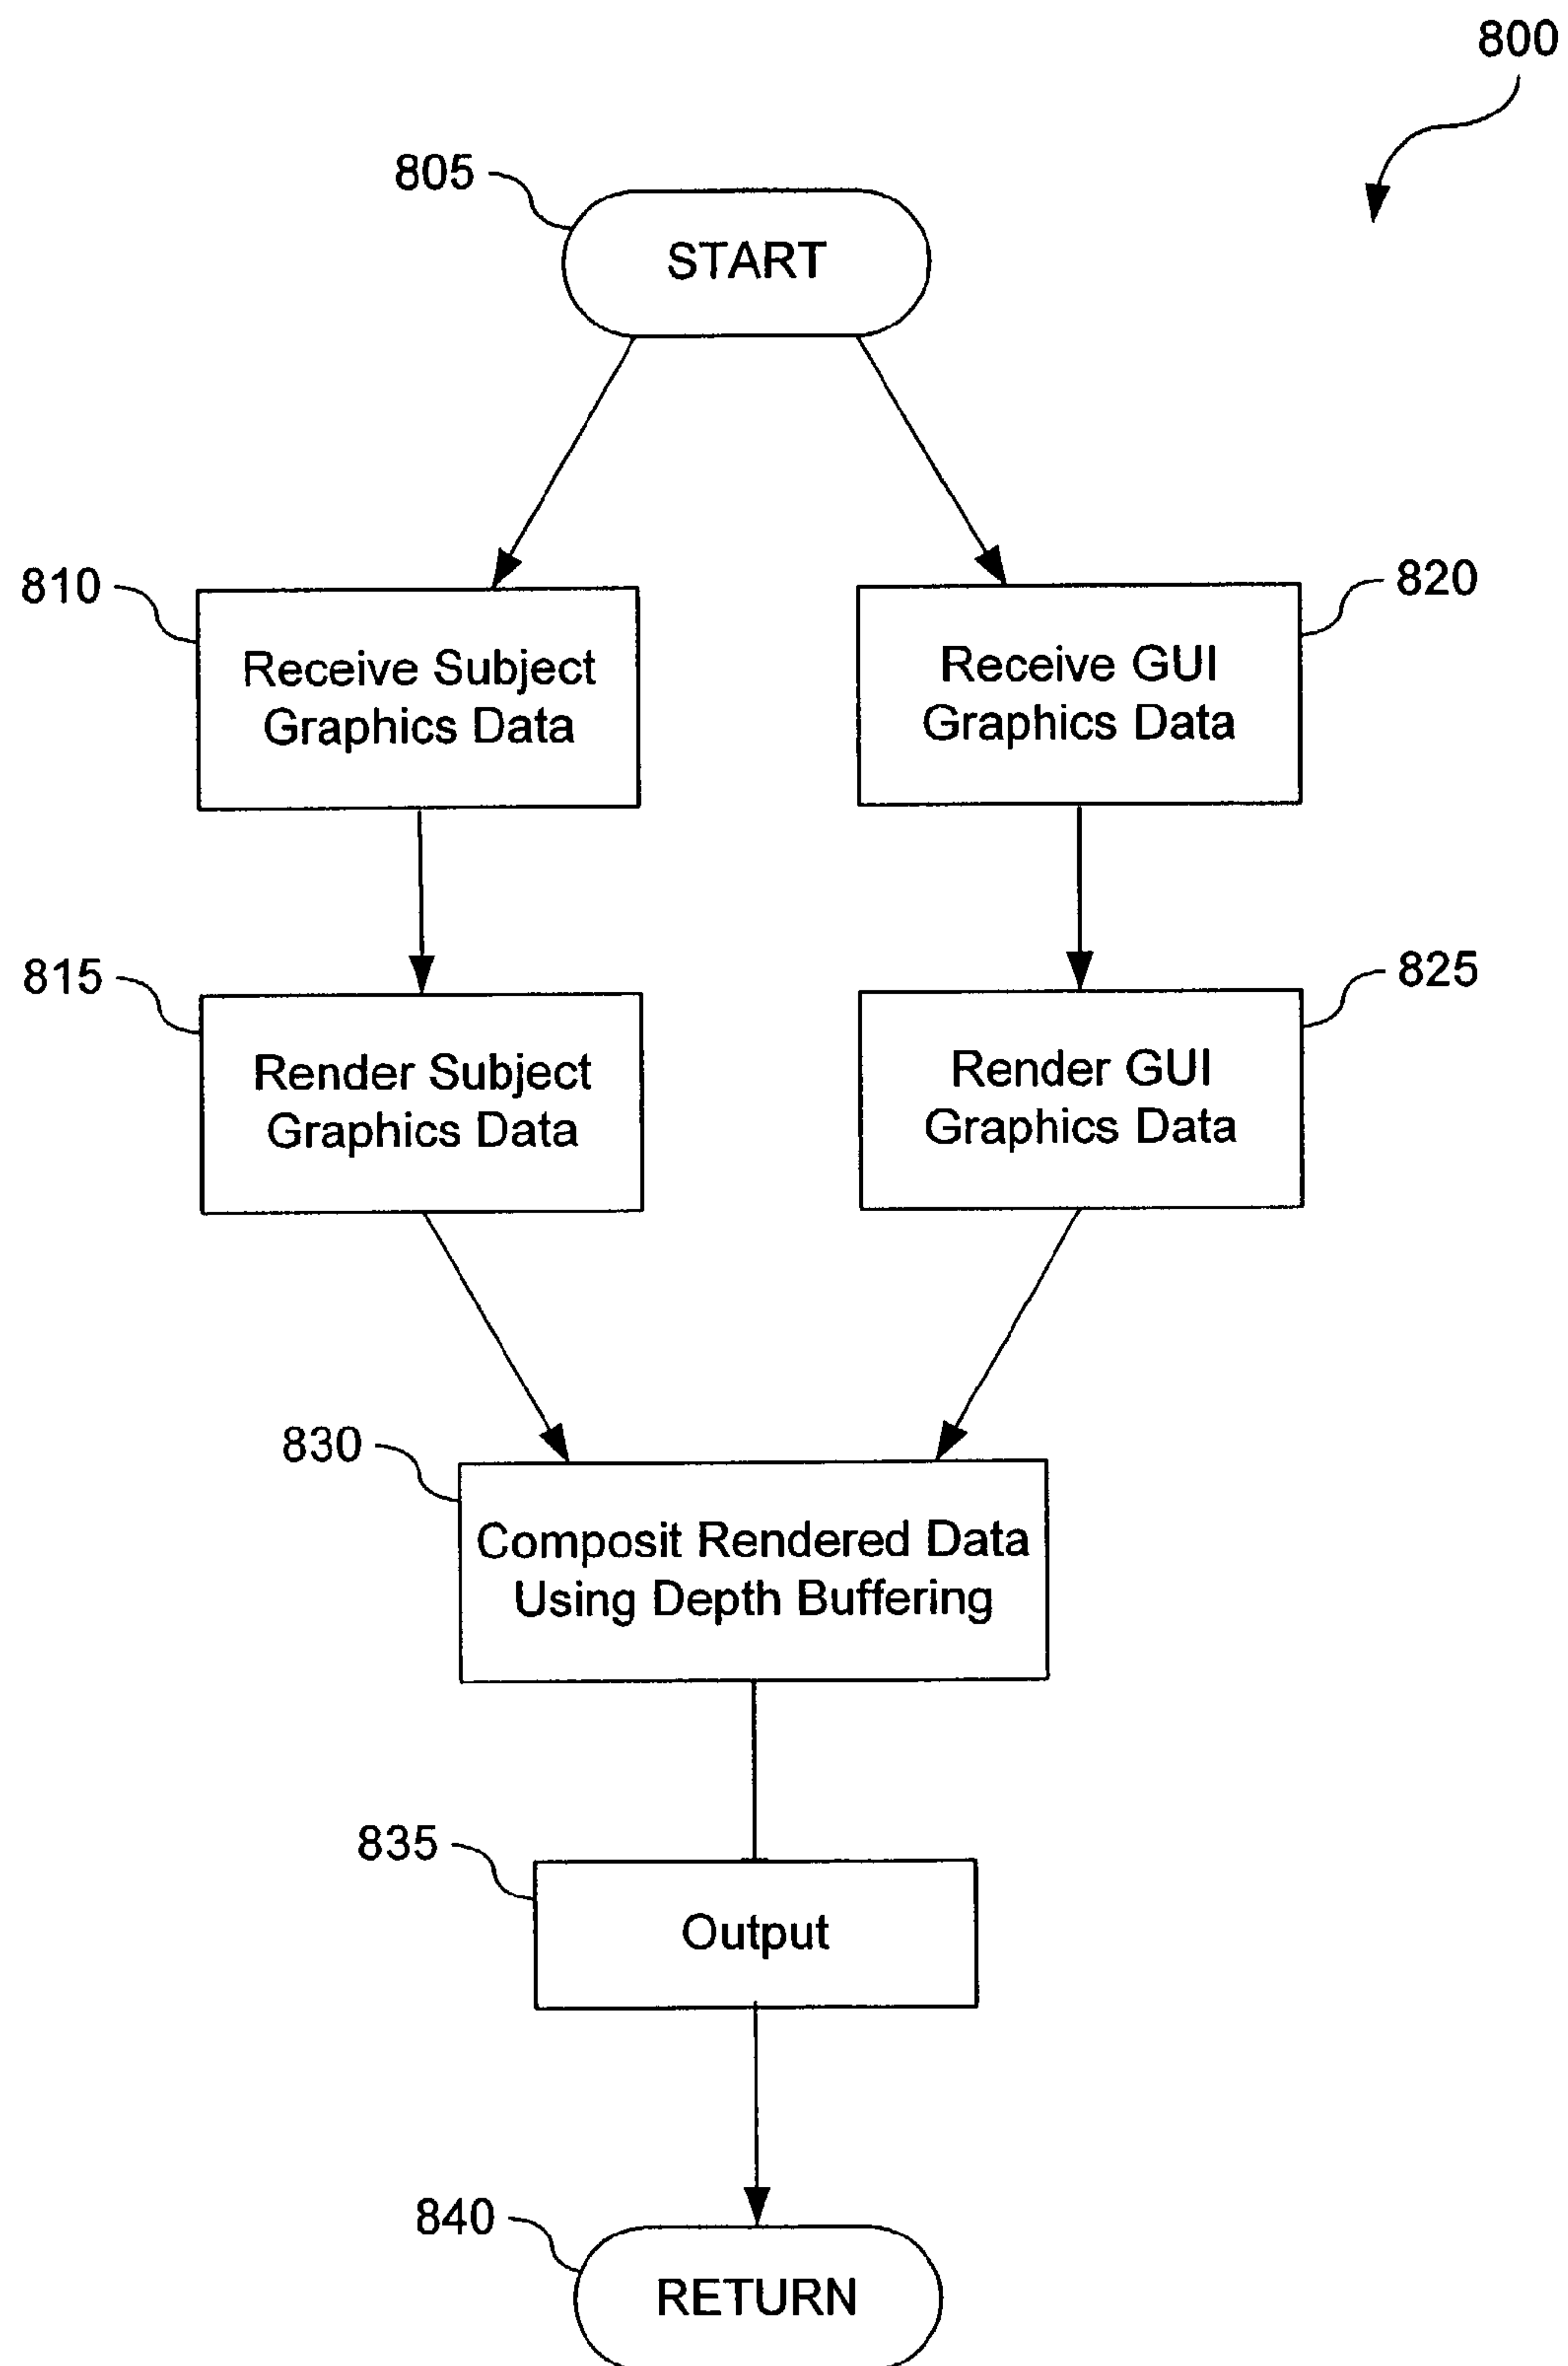 800
805
START
810
Receive Subject
Graphics Data
820
Receive GUI
Graphics Data
815
Render Subject
Graphics Data
825
Render GUI
Graphics Data
830
Composit Rendered Data
Using Depth Buffering
835
Output
840
RETURN